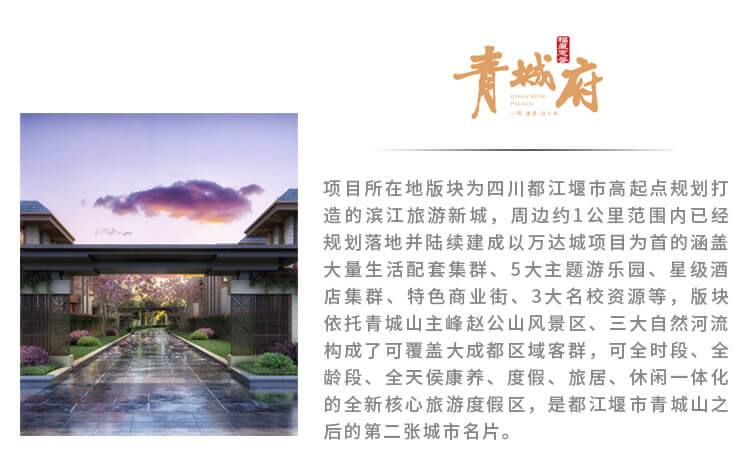 青城府
QINGCHENG
PALACE
项目所在地版块为四川都江堰市高起点规划打
造的滨江旅游新城，周边约1公里范围内已经
规划落地并陆续建成以万达城项目为首的涵盖
大量生活配套集群、5大主题游乐园、星级酒
店集群、特色商业街、3大名校资源等，版块
依托青城山主峰赵公山风景区、三大自然河流
构成了可覆盖大成都区域客群，可全时段、全
龄段、全天侯康养、度假、旅居、休闲一体化
的全新核心旅游度假区，是都江堰市青城山之
后的第二张城市名片。